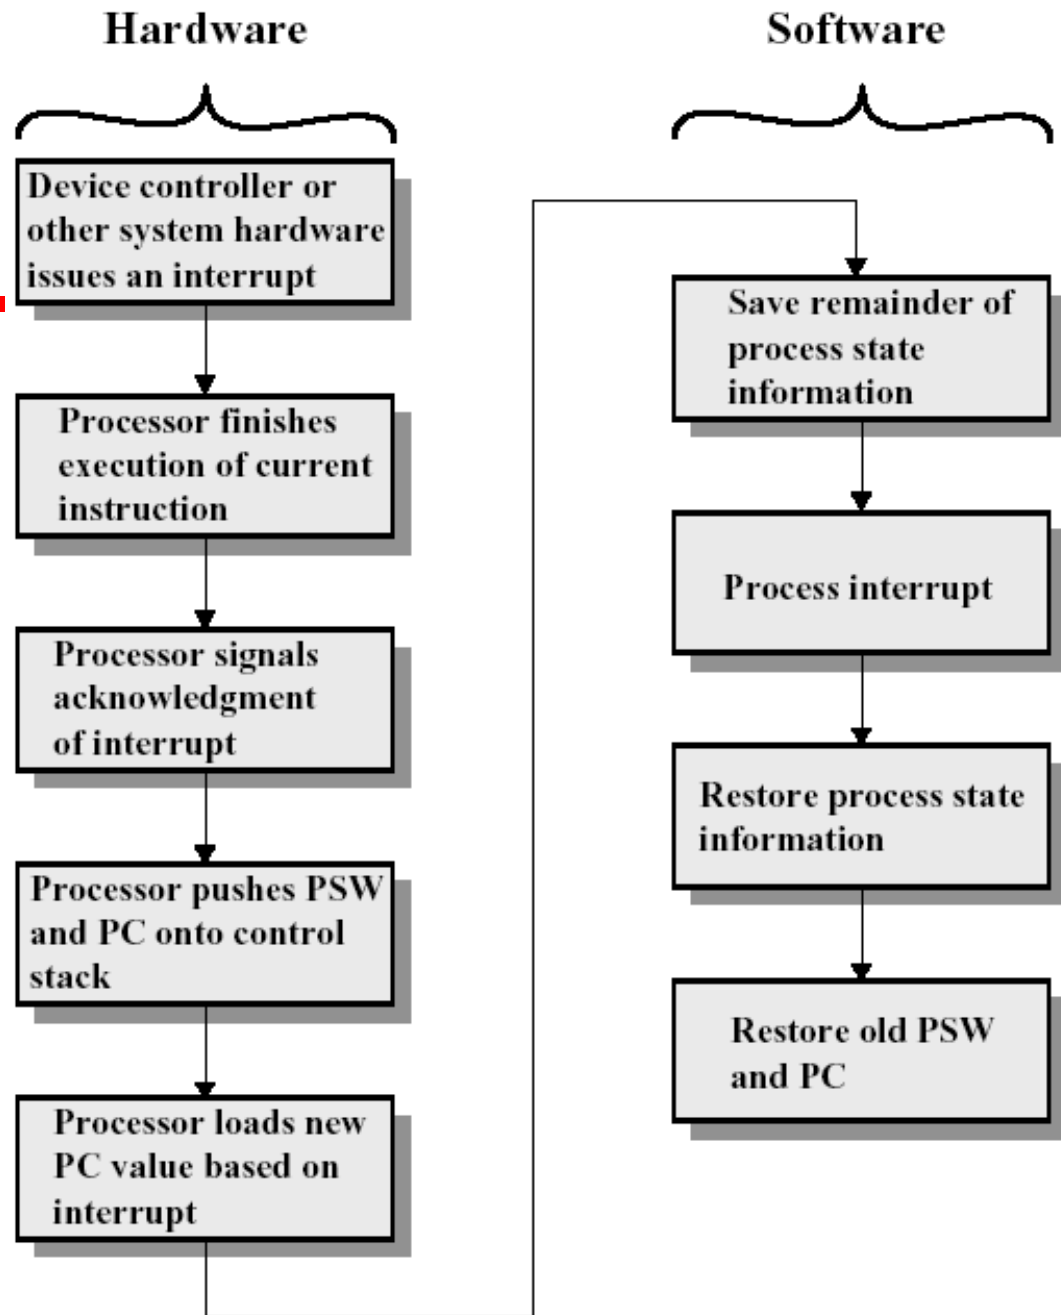 Hardware
Device controller or
other system hardware
issues an interrupt
Processor finishes
execution of current
instruction
Processor signals
acknowledgment
of interrupt
Processor pushes PSW
and PC onto control
stack
Processor loads new
PC value based on
interrupt
Software
Save remainder of
process state
information
Process interrupt
Restore process state
information
Restore old PSW
and PC